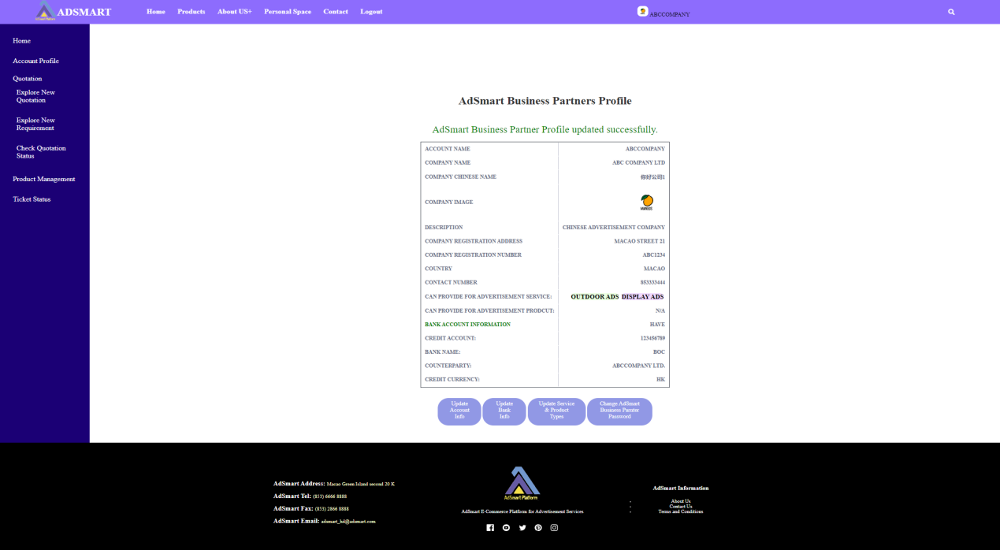 ADSMART
Home Products About US+ Personal Space Contact Logout
ABCCOMPANY
Home
Account Profile
Quotation
Explore New
Quotation
Explore New
Requirement
Check Quotation
Status
Product Management
Ticket Status
AdSmart Business Partners Profile
AdSmart Business Partner Profile updated successfully.
ACCOUNT NAME ABCCOMPANY
COMPANY NAME ABC COMPANY LTD
COMPANY CHINESE NAME 你好公司1
COMPANY IMAGE
DESCRIPTION CHINESE ADVERTISEMENT COMPANY
COMPANY REGISTRATION ADDRESS MACAO STREET 21
COMPANY REGISTRATION NUMBER ABC1234
COUNTRY MACAO
CONTACT NUMBER 853333444
CAN PROVIDE FOR ADVERTISEMENT SERVICE: OUTDOOR ADS DISPLAY ADS
CAN PROVIDE FOR ADVERTISEMENT PRODCUT: N/A
BANK ACCOUNT INFORMATION HAVE
CREDIT ACCOUNT: 123456789
BANK NAME: BOC
COUNTERPARTY: ABCCOMPANY LTD.
CREDIT CURRENCY: HK
Update
Account
Info
Update
Bank
Info
Update Service
& Product
Types
Change AdSmart
Business Parnter
Password
AdSmart Address: Macao Green Island second 20 K
AdSmart Tel: (853) 6666 8888
AdSmart Fax: (853) 2866 8888
AdSmart Email: adsmart_hd@adsmart.com
AdSmart Platform
AdSmart E-Commerce Platform for Advertisement Services
AdSmart Information
About Us
Contact Us
Terms and Conditions